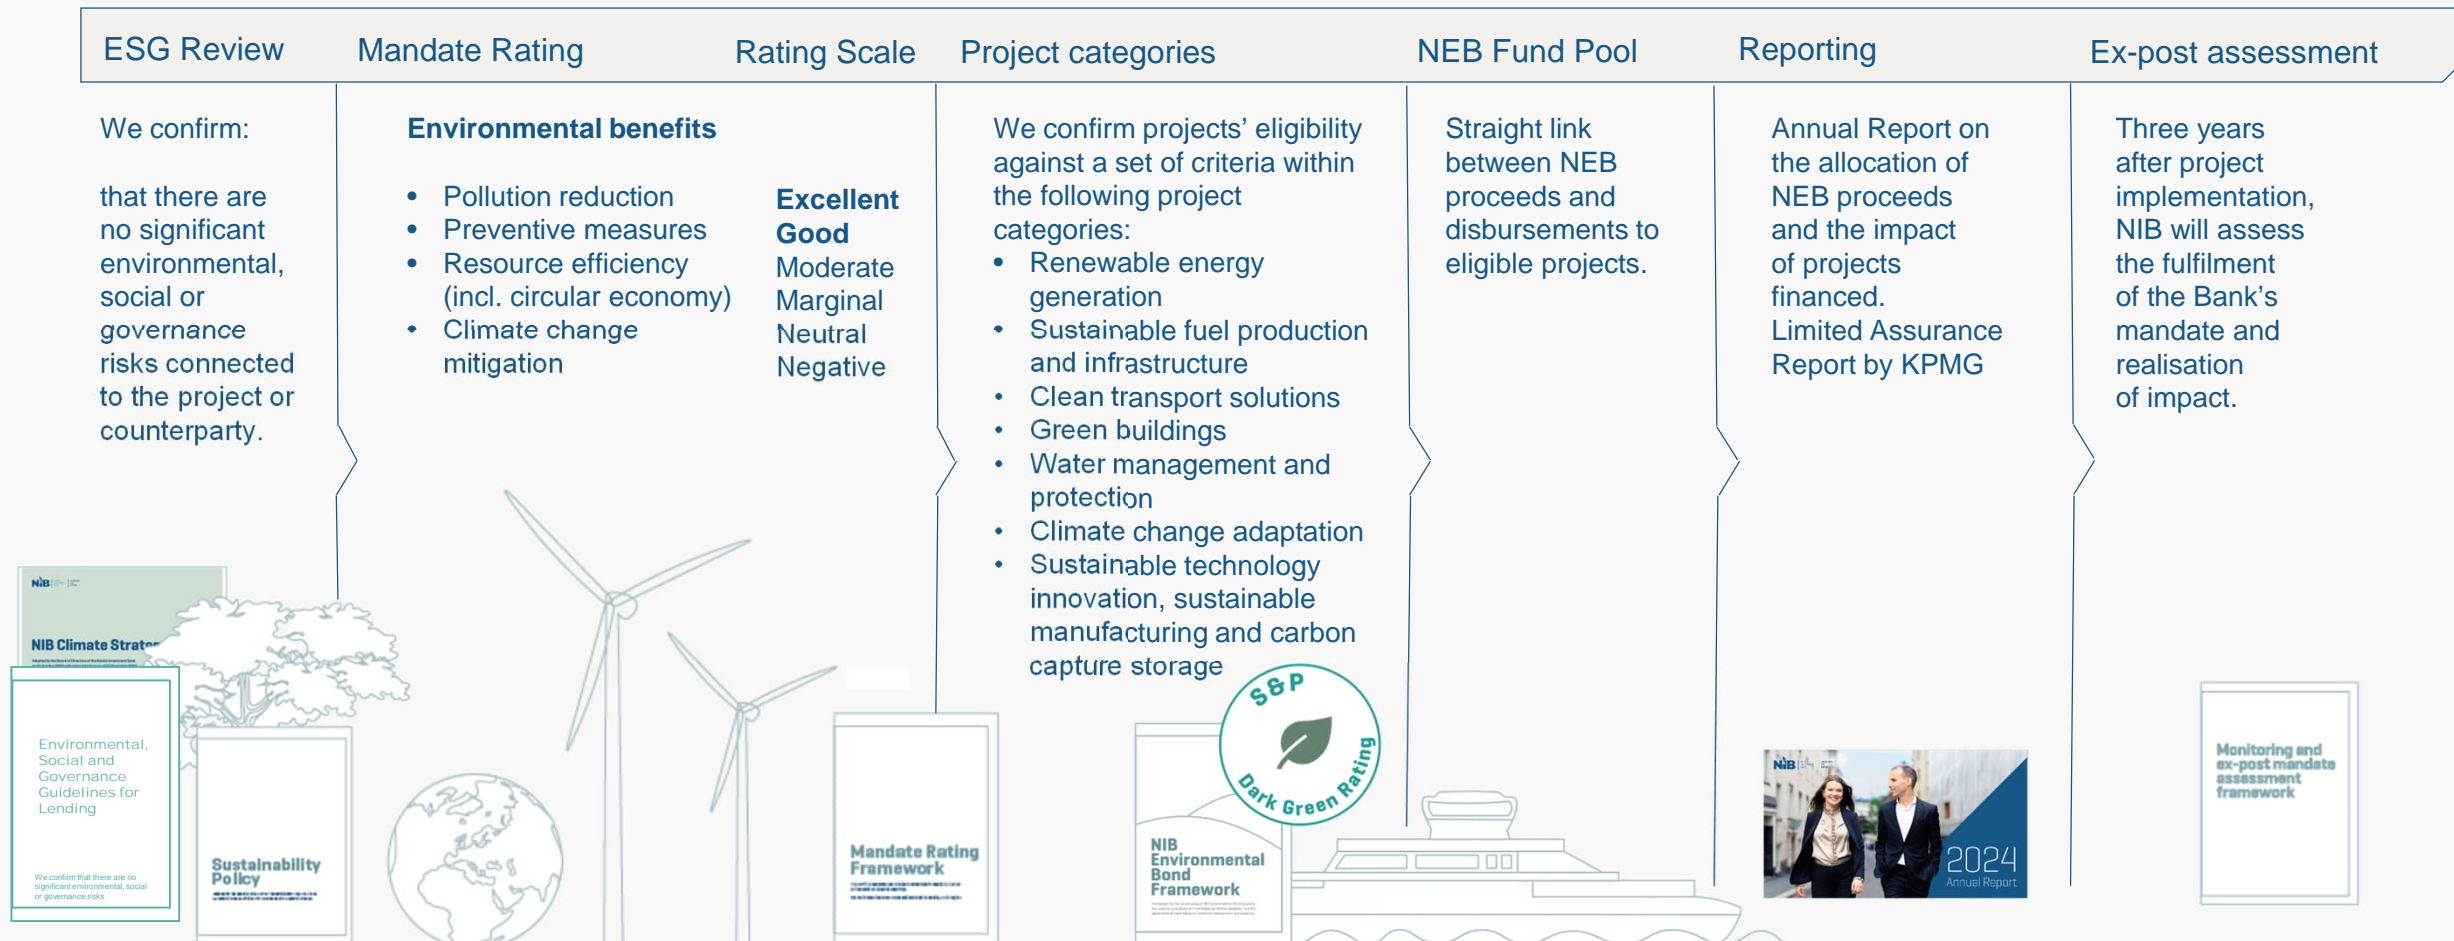 ESG Review
Mandate Rating
Rating Scale
Project categories
NEB Fund Pool
Reporting
Ex-post assessment
We confirm:
that there are
no significant
environmental,
social or
governance
risks connected
to the project or
counterparty.
Environmental benefits
• Pollution reduction
• Preventive measures
• Resource efficiency
(incl. circular economy)
• Climate change
mitigation
Excellent
Good
Moderate
Marginal
Neutral
Negative
We confirm projects’ eligibility
against a set of criteria within
the following project
categories:
• Renewable energy
generation
• Sustainable fuel production
and infrastructure
• Clean transport solutions
• Green buildings
• Water management and
protection
• Climate change adaptation
• Sustainable technology
innovation, sustainable
manufacturing and carbon
capture storage
Straight link
between NEB
proceeds and
disbursements to
eligible projects.
Annual Report on
the allocation of
NEB proceeds
and the impact
of projects
financed.
Limited Assurance
Report by KPMG
Three years
after project
implementation,
NIB will assess
the fulfilment
of the Bank’s
mandate and
realisation
of impact.
NIB
NIB Climate
Environmental,
Social and
Governance
Guidelines for
Lending
We confirm that there are no
significant environmental, social
or governance risks
Sustainability
Policy
Mandate Rating
Framework
S&P
Dark Green Rating
NIB
Environmental
Bond
Framework
NIB
2024
Annual Report
Monitoring and
ex-post mandate
assessment
framework